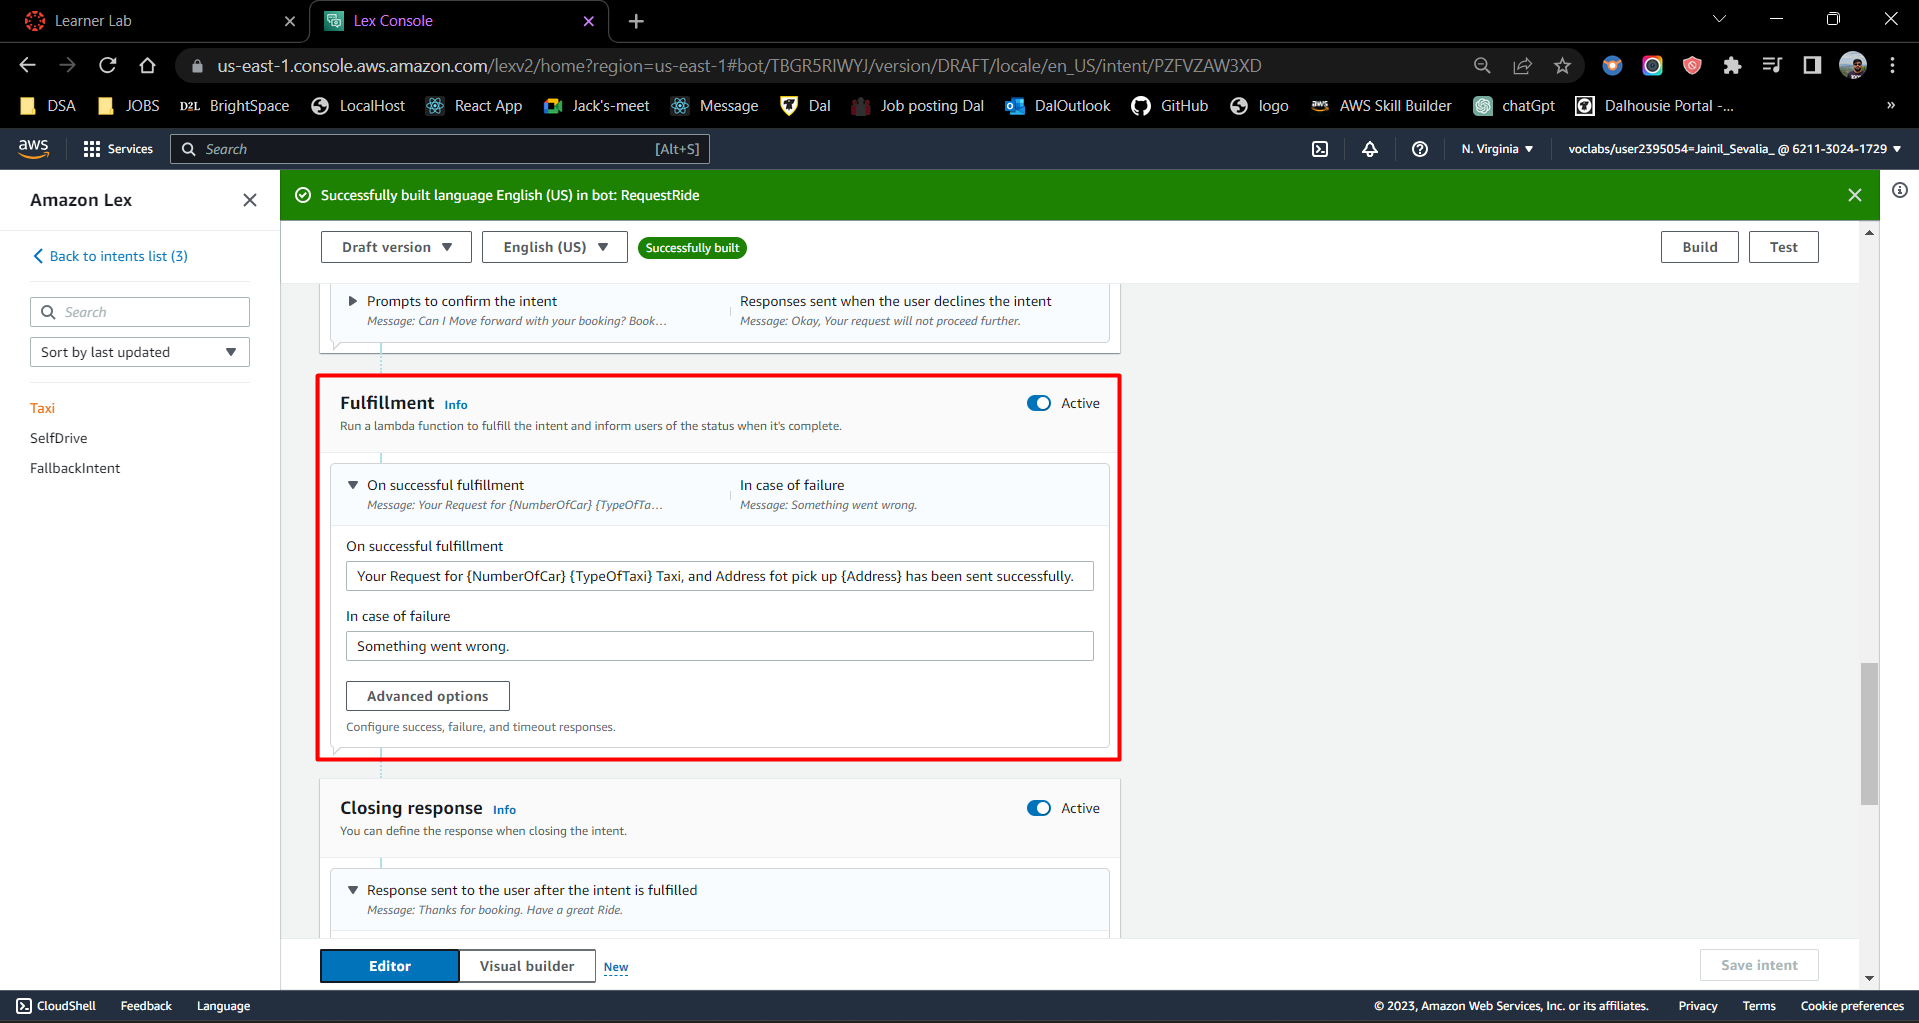 Learner Lab
Lex Console
us-east-1.console.aws.amazon.com/lexv2/home?region=us-east-1#bot/TBGR5RIWYJ/version/DRAFT/locale/en_US/intent/PZFVZAW3XD
DSA JOBS D2L BrightSpace LocalHost React App Jack's-meet Message Dal Job posting Dal DalOutlook GitHub logo aws AWS Skill Builder chatGpt Dalhousie Portal -... »
aws Services Search [Alt+S] N. Virginia voclabs/user2395054=Jainil_Sevalia_ @ 6211-3024-1729
Amazon Lex
Successfully built language English (US) in bot: RequestRide
Back to intents list (3)
Draft version English (US) Successfully built Build Test
Search
Sort by last updated
Taxi
SelfDrive
FallbackIntent
Prompts to confirm the intent
Message: Can I Move forward with your booking? Book...
Responses sent when the user declines the intent
Message: Okay, Your request will not proceed further.
Fulfillment Info Active
Run a lambda function to fulfill the intent and inform users of the status when it's complete.
On successful fulfillment
Message: Your Request for {NumberOfCar} {TypeOfTa...
In case of failure
Message: Something went wrong.
On successful fulfillment
Your Request for {NumberOfCar} {TypeOfTaxi} Taxi, and Address fot pick up {Address} has been sent successfully.
In case of failure
Something went wrong.
Advanced options
Configure success, failure, and timeout responses.
Closing response Info Active
You can define the response when closing the intent.
Response sent to the user after the intent is fulfilled
Message: Thanks for booking. Have a great Ride.
Editor Visual builder New Save intent
CloudShell Feedback Language © 2023, Amazon Web Services, Inc. or its affiliates. Privacy Terms Cookie preferences